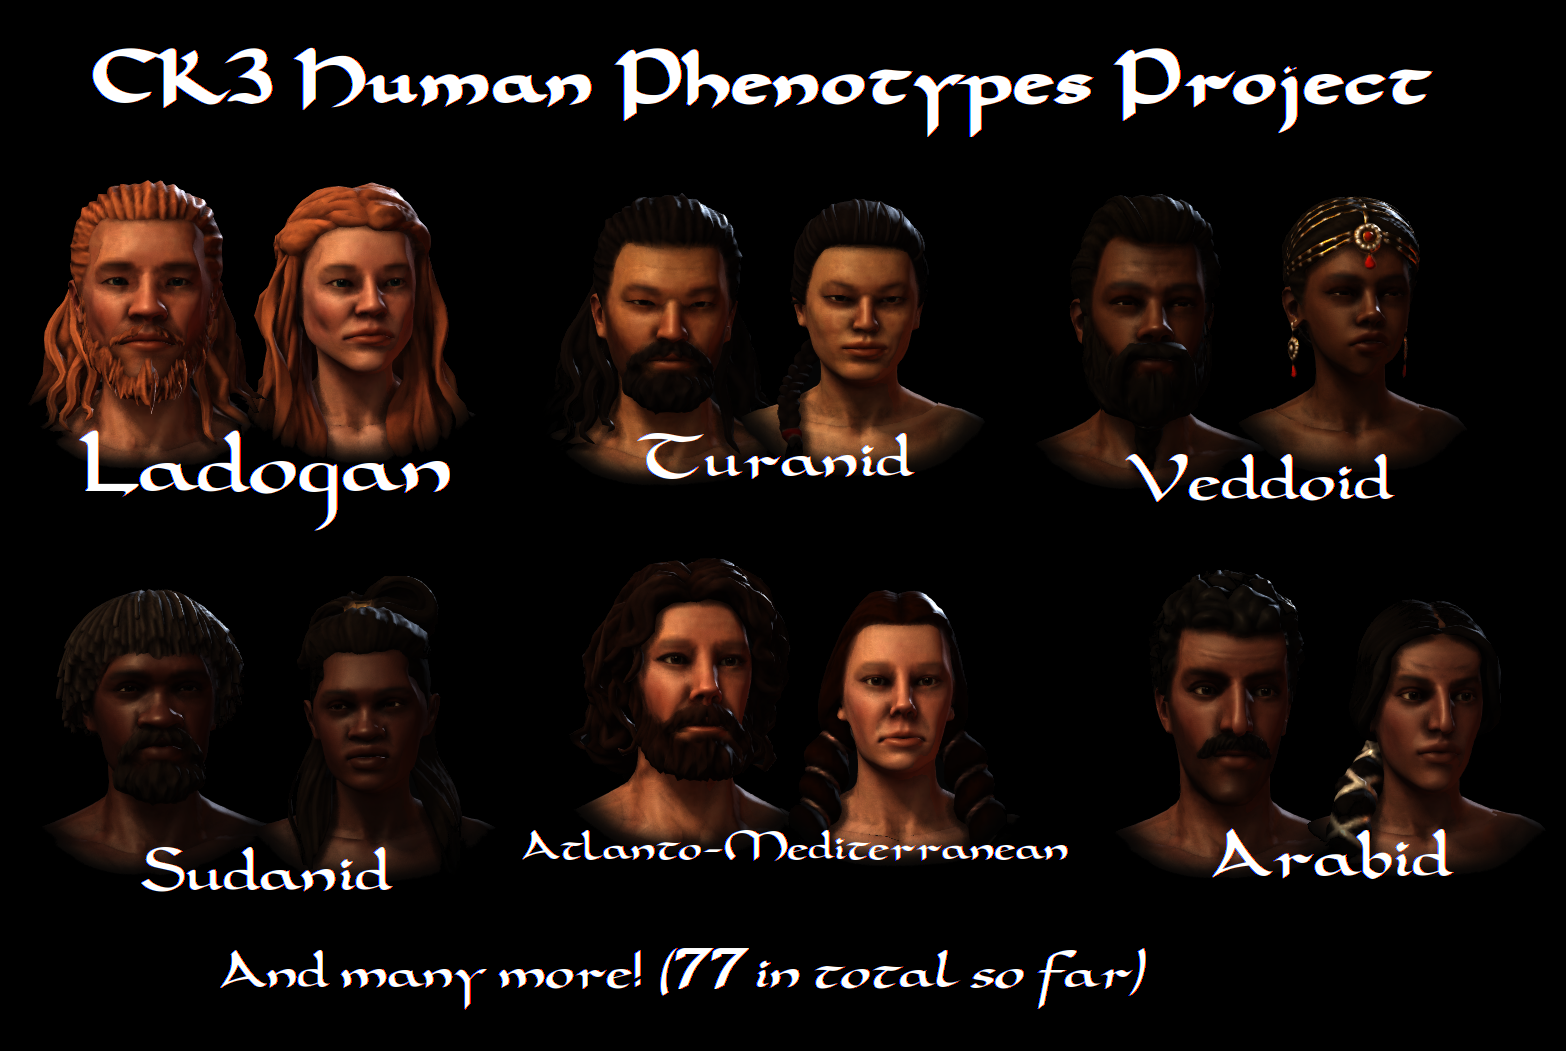 CK3 Human Phenotypes Project
Ladogan
Turanid
Veddoid
Sudanid
Atlanto-Mediterranean
Arabid
And many more! (77 in total so far)